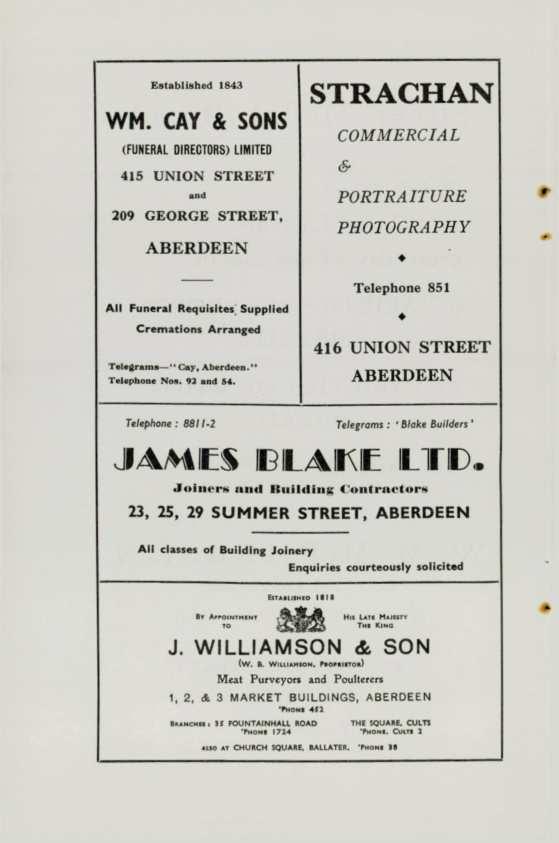 Established 1843
WM. CAY & SONS
(FUNERAL DIRECTORS) LIMITED
415 UNION STREET
and
209 GEORGE STREET,
ABERDEEN
All Funeral Requisites Supplied
Cremations Arranged
Telegrams—"Cay, Aberdeen."
Telephone Nos. 92 and 54.
STRACHAN
COMMERCIAL
&
PORTRAITURE
PHOTOGRAPHY
Telephone 851
416 UNION STREET
ABERDEEN
Telephone : 8811-2 Telegrams : 'Blake Builders'
JAMES BLAKE LTD.
Joiners and Building Contractors
23, 25, 29 SUMMER STREET, ABERDEEN
All classes of Building Joinery
Enquiries courteously solicited
ESTABLISHED 1818
BY APPOINTMENT TO
HIS LATE MAJESTY THE KING
J. WILLIAMSON & SON
(W. B. WILLIAMSON, PROPRIETOR)
Meat Purveyors and Poulterers
1, 2, & 3 MARKET BUILDINGS, ABERDEEN
'PHONE 452
BRANCHES : 35 FOUNTAINHALL ROAD THE SQUARE, CULTS
'PHONE 1724 'PHONE, CULTS 2
ALSO AT CHURCH SQUARE, BALLATER. 'PHONE 38